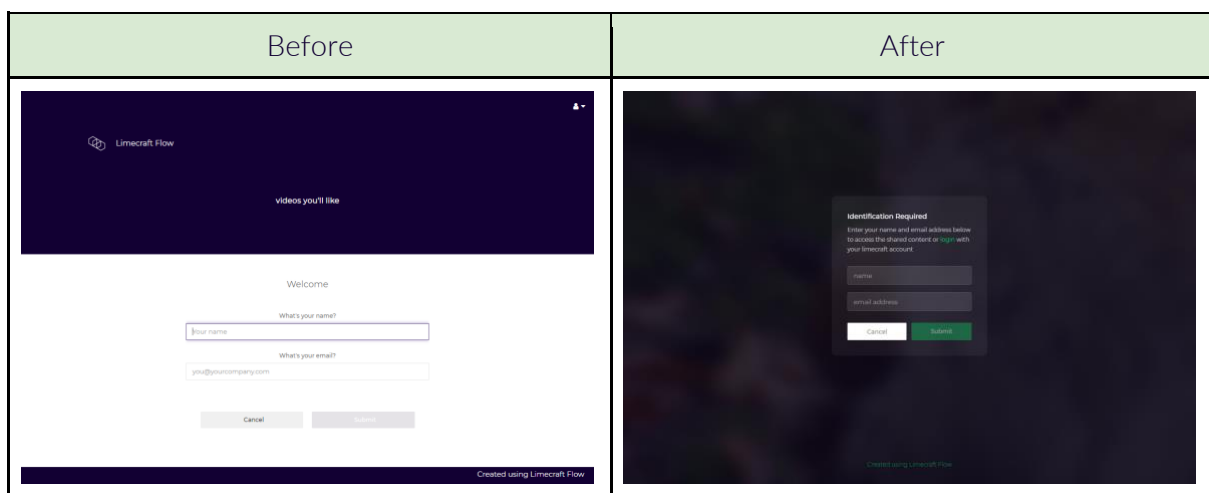 Before
After
Limecraft Flow
videos you'll like
Welcome
What's your name?
Your name
What's your email?
you@yourcompany.com
Cancel
Submit
Created using Limecraft Flow
Identification Required
Enter your name and email address below
to access the shared content or login with
your limecraft account
name
email address
Cancel
Submit
Created using Limecraft Flow